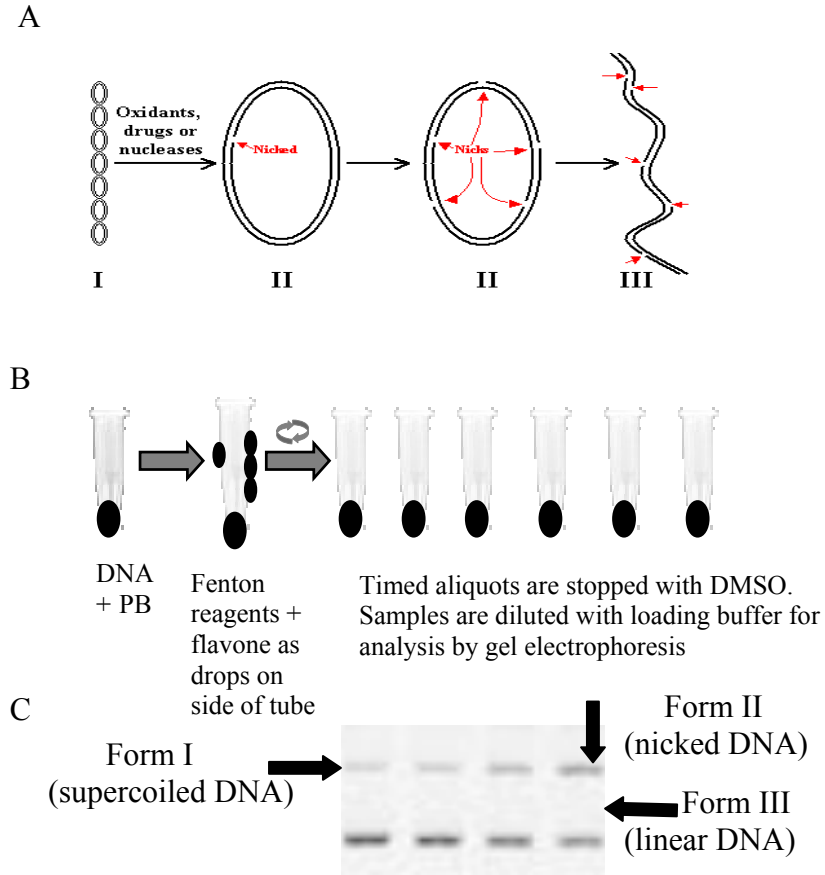 A
Oxidants,
drugs or
nucleases
Nicked
Nicks
I
II
II
III
B
DNA
+ PB
Fenton
reagents +
flavone as
drops on
side of tube
Timed aliquots are stopped with DMSO.
Samples are diluted with loading buffer for
analysis by gel electrophoresis
C
Form I
(supercoiled DNA)
Form II
(nicked DNA)
Form III
(linear DNA)